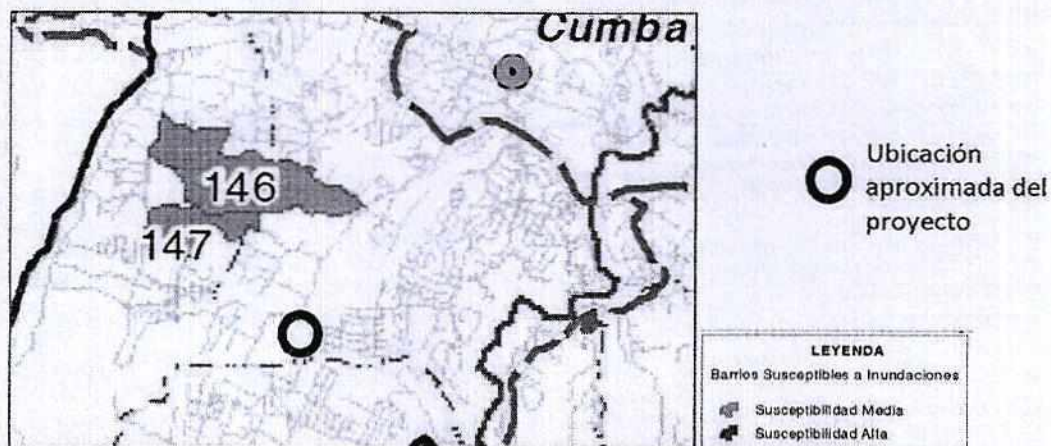 Cumba
146
147
Ubicación
aproximada del
proyecto
LEYENDA
Barrios Susceptibles a Inundaciones
Susceptibilidad Media
Susceptibilidad Alta